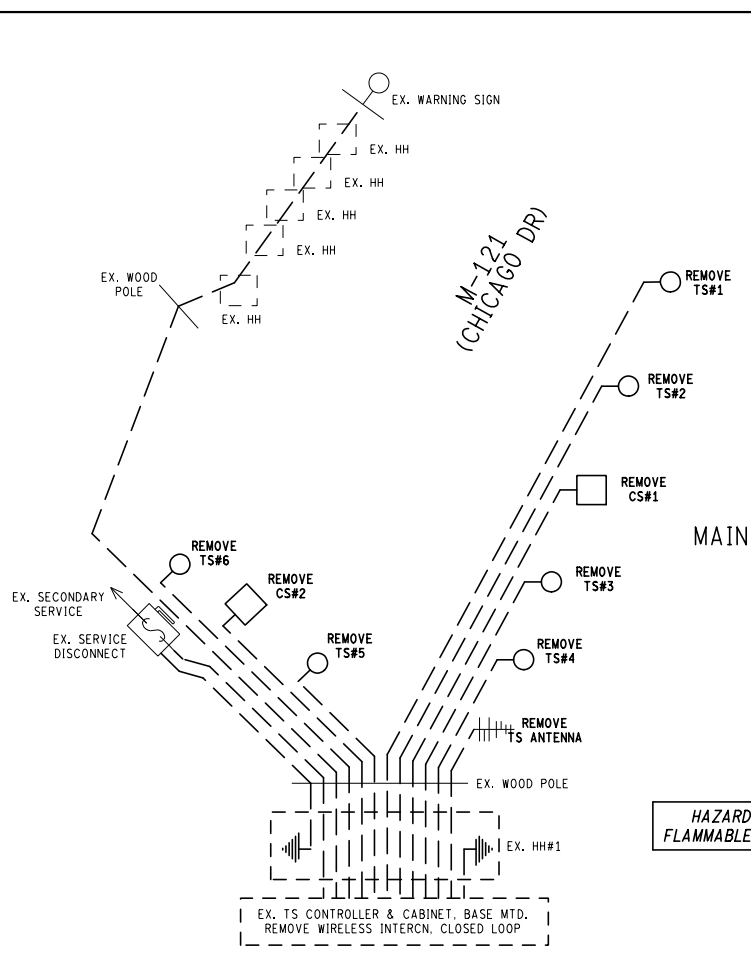 EX. WARNING SIGN
EX. HH
EX. HH
EX. HH
EX. HH
EX. WOOD
POLE
EX. HH
M-121
(CHICAGO DR)
REMOVE
TS#1
REMOVE
TS#2
REMOVE
CS#1
MAIN
REMOVE
TS#6
REMOVE
CS#2
REMOVE
TS#3
EX. SECONDARY
SERVICE
EX. SERVICE
DISCONNECT
REMOVE
TS#5
REMOVE
TS#4
REMOVE
TS ANTENNA
EX. WOOD POLE
HAZARD
FLAMMABLE
EX. HH#1
EX. TS CONTROLLER & CABINET, BASE MTD.
REMOVE WIRELESS INTERCN, CLOSED LOOP